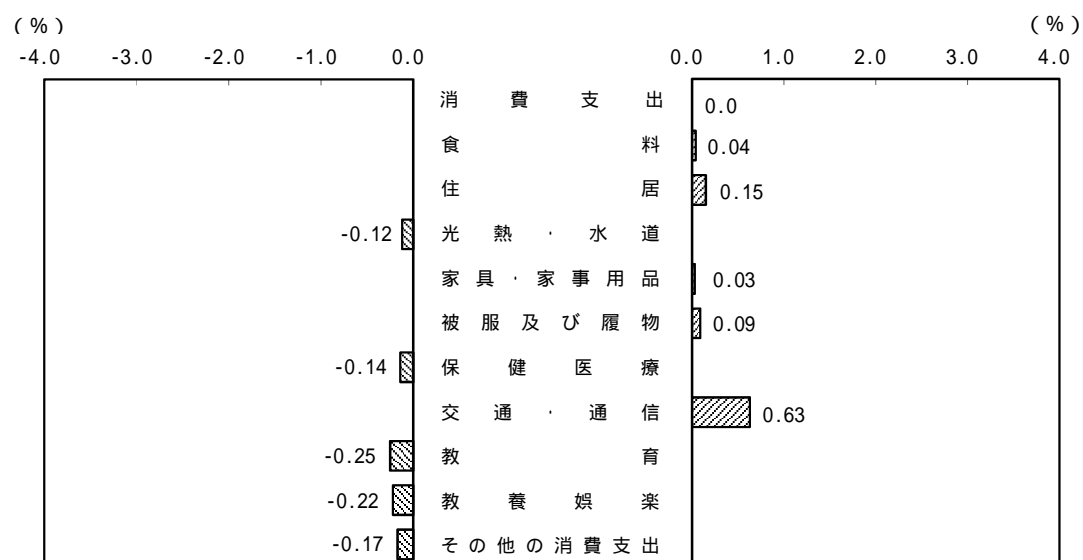 (%) (%)
-4.0 -3.0 -2.0 -1.0 0.0 0.0 1.0 2.0 3.0 4.0
消費支出 0.0
食料 0.04
住居 0.15
-0.12 光熱・水道
家具・家事用品 0.03
被服及び履物 0.09
-0.14 保健医療
交通・通信 0.63
-0.25 教育
-0.22 教養娯楽
-0.17 その他の消費支出